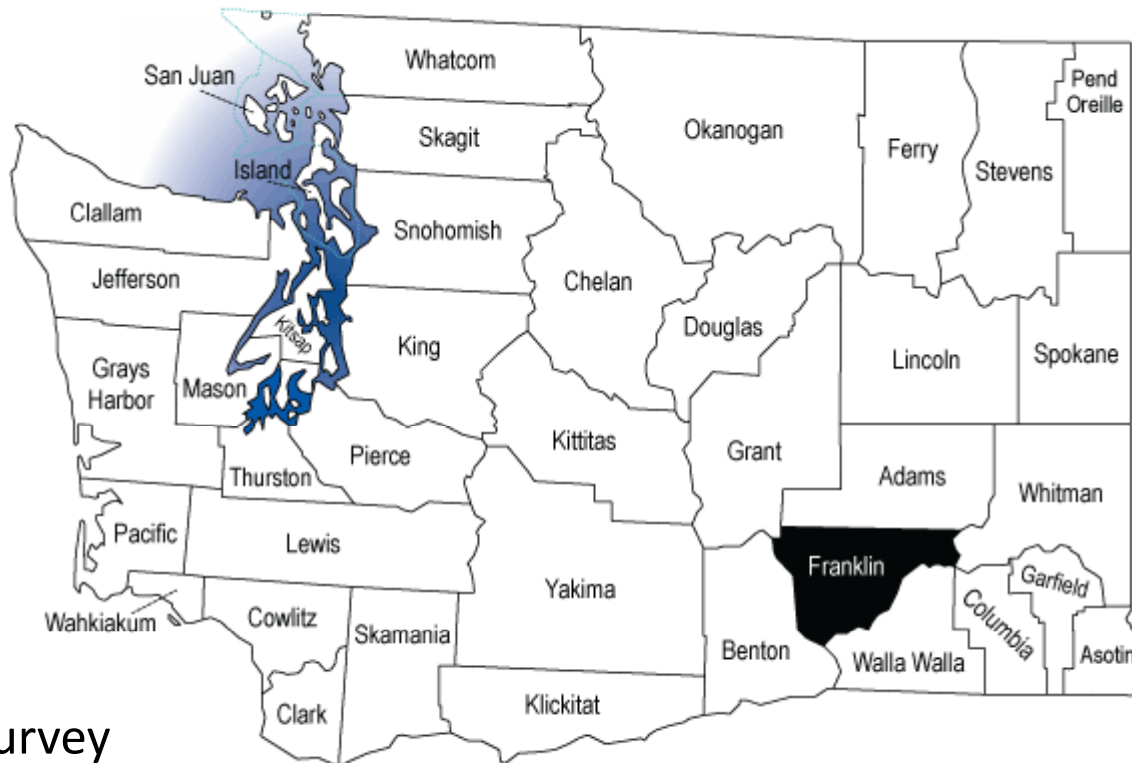 Whatcom
San Juan
Pend
Oreille
Okanogan
Skagit
Ferry
Stevens
Island
Clallam
Snohomish
Jefferson
Chelan
Kitsap
Douglas
King
Lincoln
Spokane
Grays
Harbor
Mason
Kittitas
Grant
Pierce
Thurston
Adams
Whitman
Pacific
Lewis
Franklin
Yakima
Garfield
Wahkiakum
Cowlitz
Skamania
Columbia
Benton
Walla Walla
Asotin
Klickitat
Clark
urvey